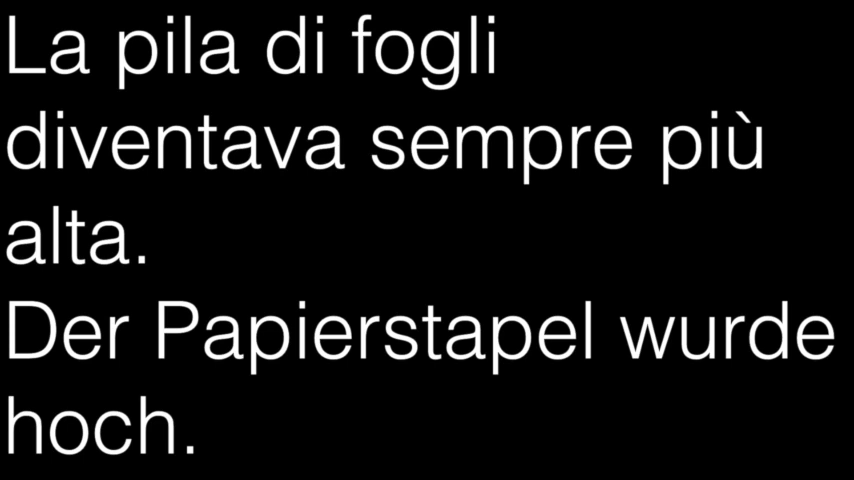 La pila di fogli
diventava sempre più
alta.
Der Papierstapel wurde
hoch.